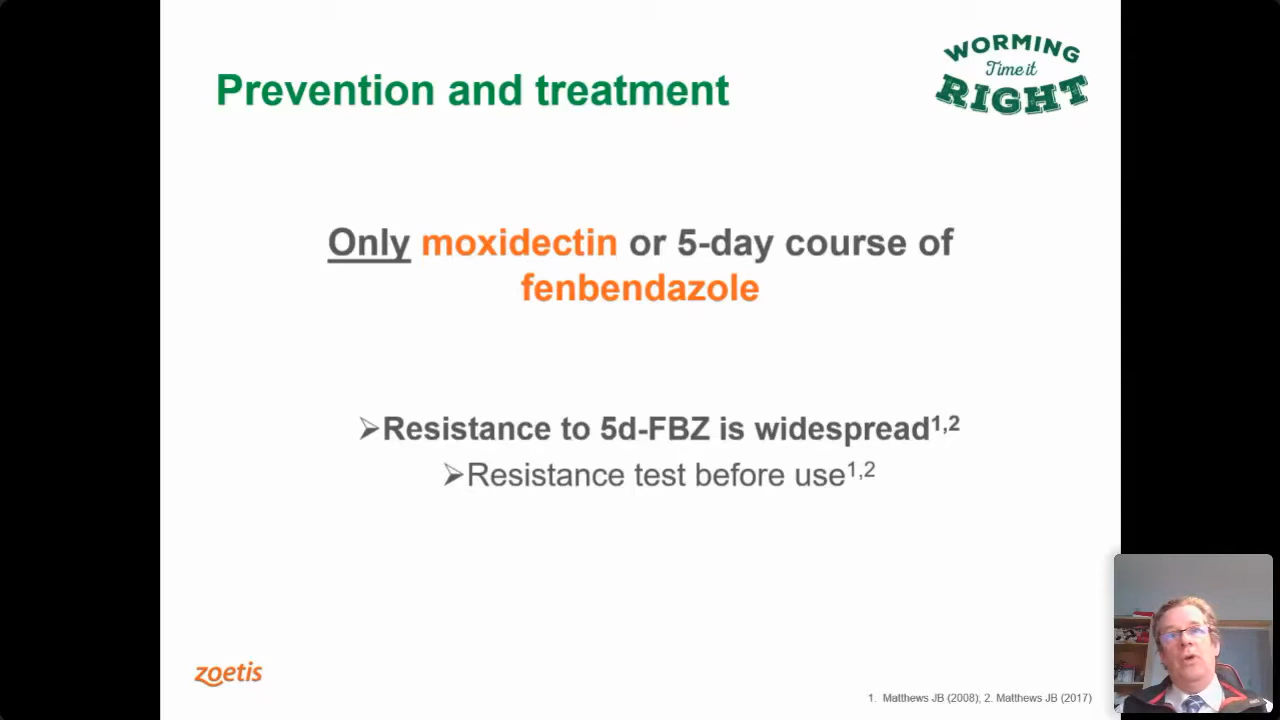 Prevention and treatment
WORMING
Time it
RIGHT
Only moxidectin or 5-day course of
fenbendazole
➢Resistance to 5d-FBZ is widespread1,2
➢Resistance test before use1,2
zoetis
1. Matthews JB (2008), 2. Matthews JB (2017)